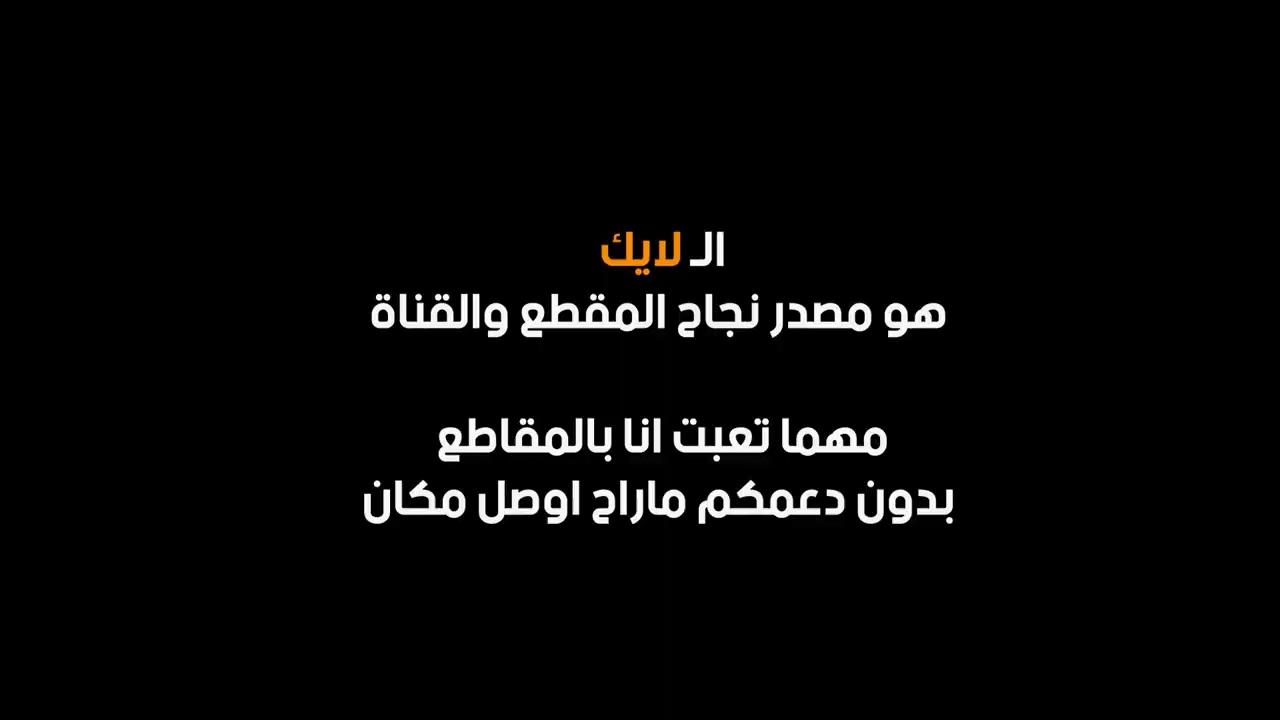 الـ لايك
هو مصدر نجاح المقطع والقناة
مهما تعبت انا بالمقاطع
بدون دعمكم ماراح اوصل مكان